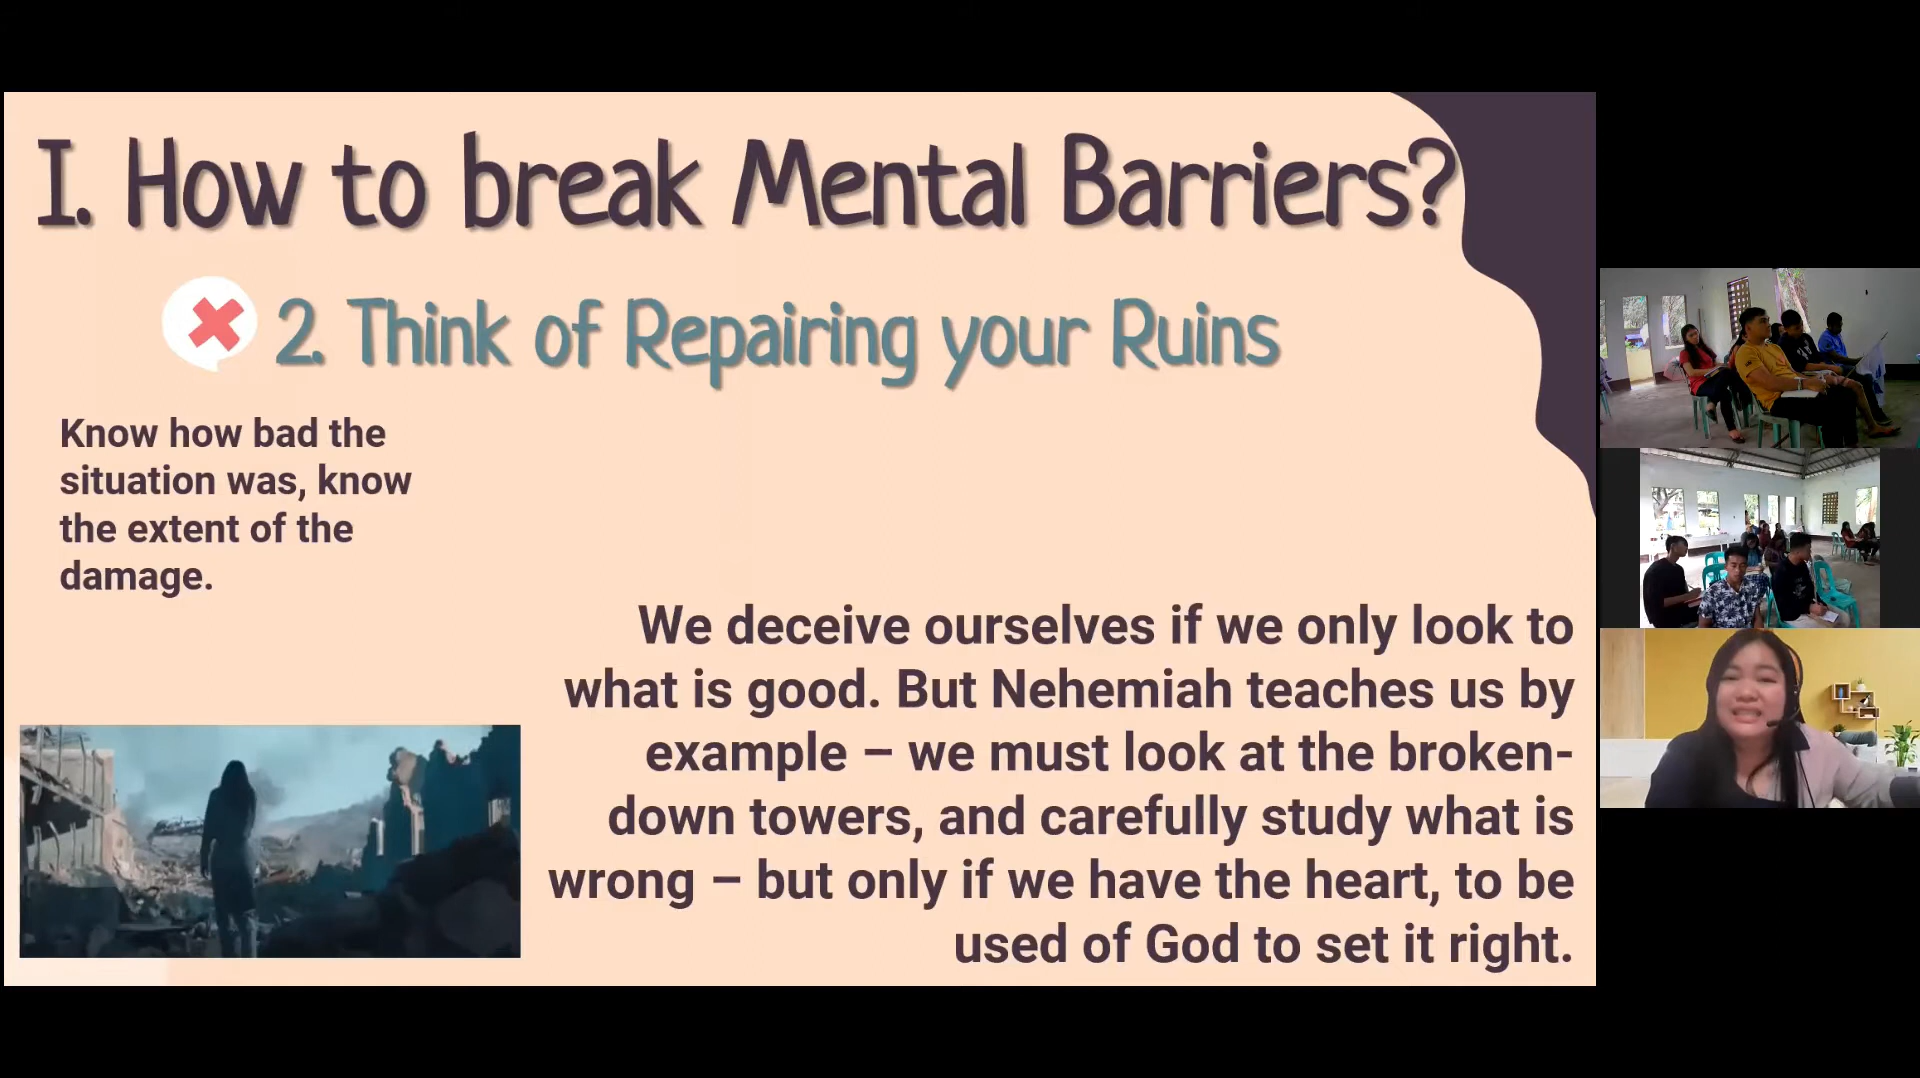 I. How to break Mental Barriers?
2. Think of Repairing your Ruins
Know how bad the
situation was, know
the extent of the
damage.
We deceive ourselves if we only look to
what is good. But Nehemiah teaches us by
example – we must look at the broken-
down towers, and carefully study what is
wrong – but only if we have the heart, to be
used of God to set it right.